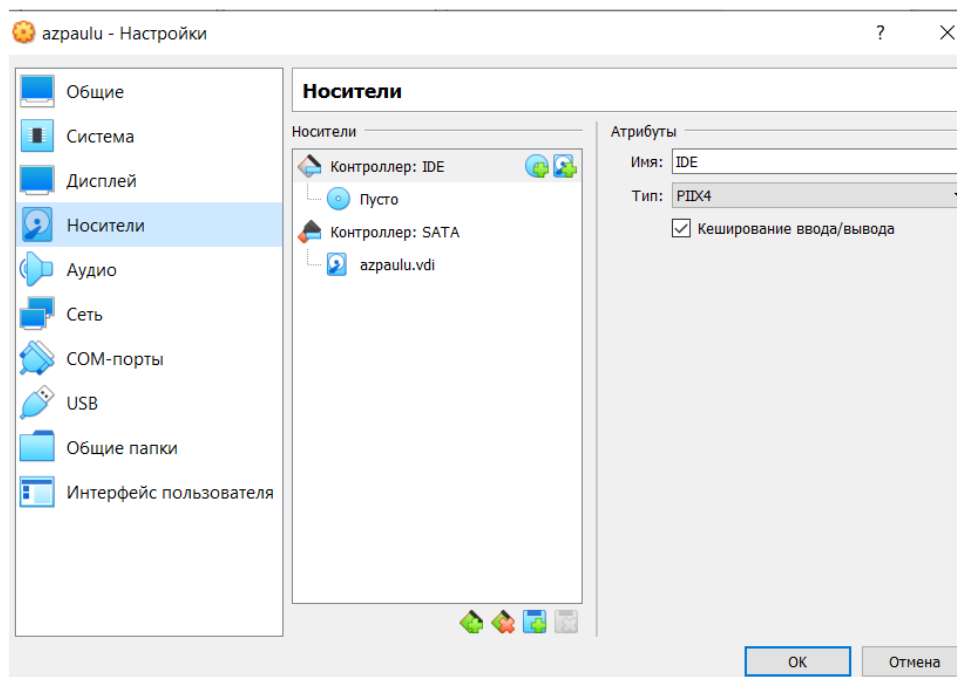 azpaulu - Настройки
?
Общие
Система
Дисплей
Носители
Аудио
Сеть
COM-порты
USB
Общие папки
Интерфейс пользователя
Носители
Носители
Контроллер: IDE
Пусто
Контроллер: SATA
azpaulu.vdi
Атрибуты
Имя: IDE
Тип: PIIX4
Кеширование ввода/вывода
OK
Отмена